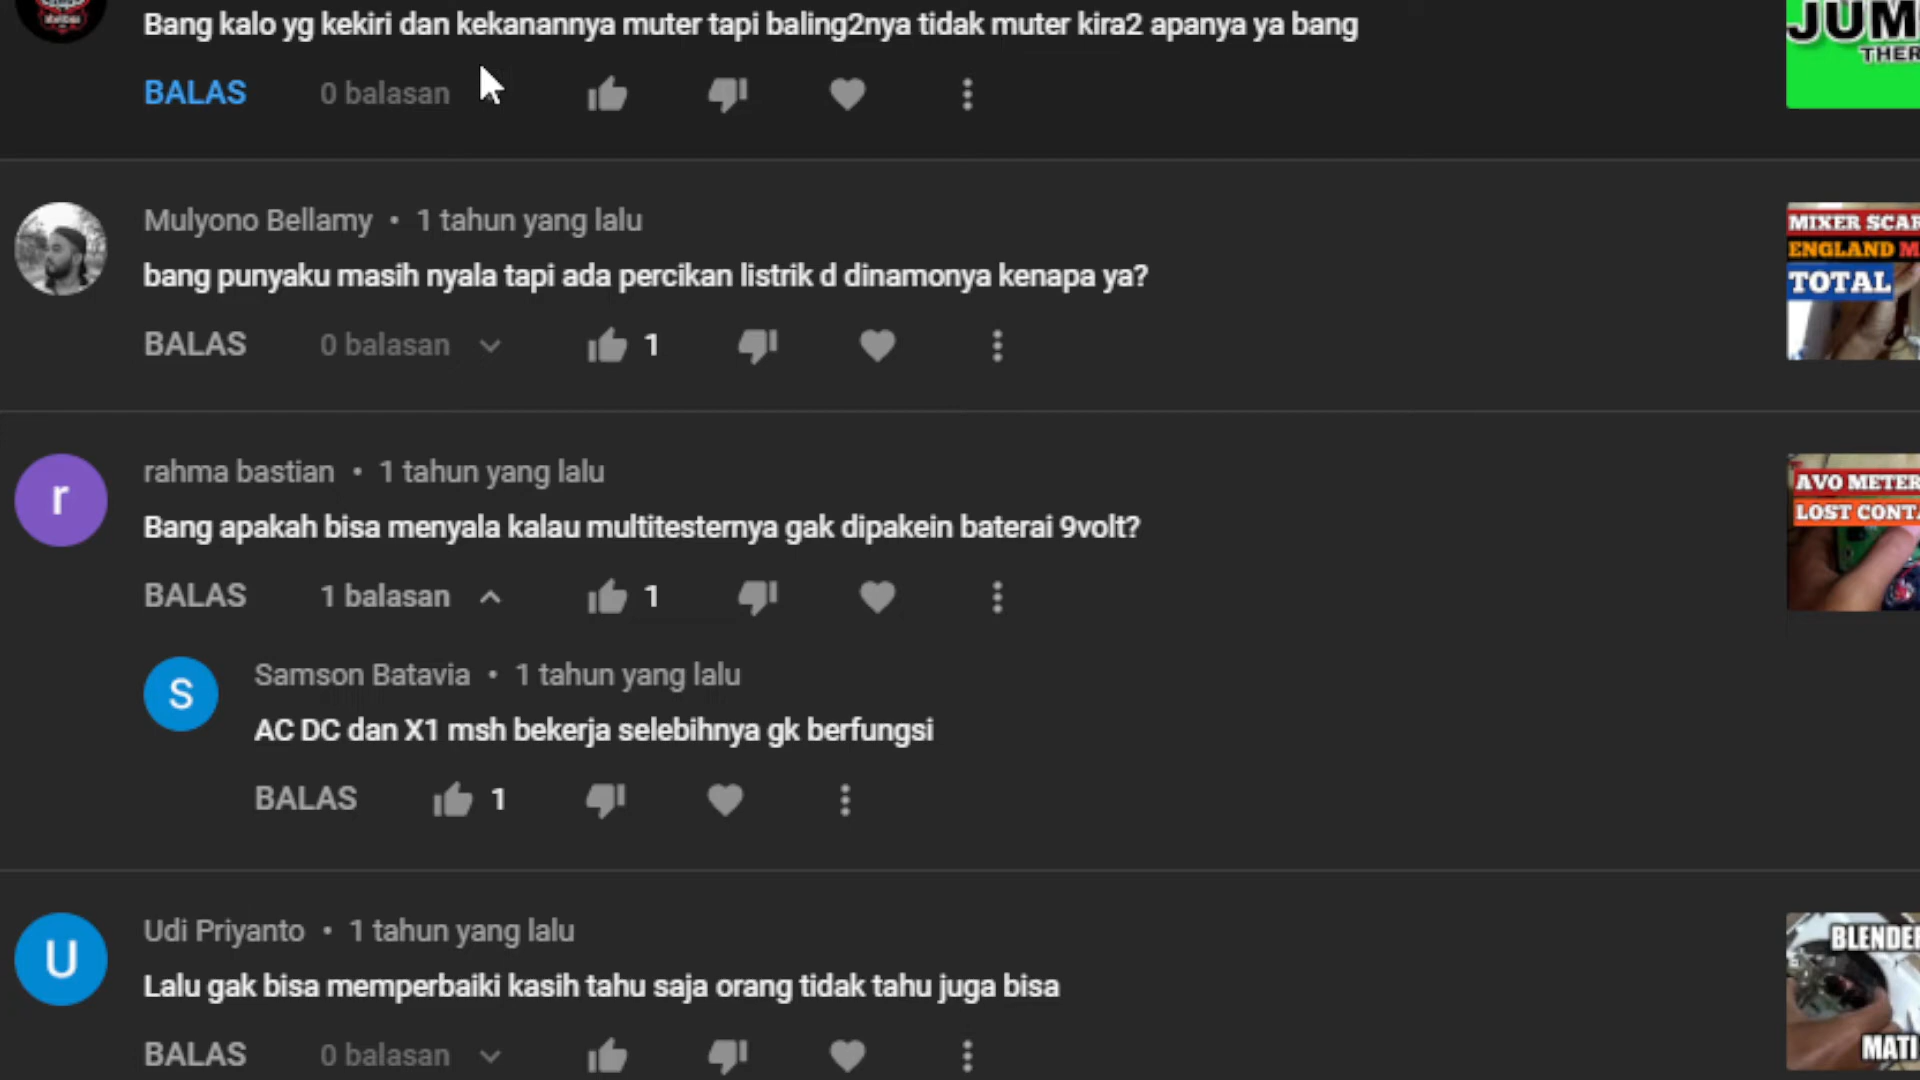 Bang kalo yg kekiri dan kekanannya muter tapi baling2nya tidak muter kira2 apanya ya bang
BALAS 0 balasan
JUM
THER
Mulyono Bellamy • 1 tahun yang lalu
bang punyaku masih nyala tapi ada percikan listrik d dinamonya kenapa ya?
BALAS 0 balasan 1
MIXER SCAR
ENGLAND M
TOTAL
r
rahma bastian • 1 tahun yang lalu
Bang apakah bisa menyala kalau multitesternya gak dipakein baterai 9volt?
BALAS 1 balasan 1
AVO METER
LOST CONTA
S
Samson Batavia • 1 tahun yang lalu
AC DC dan X1 msh bekerja selebihnya gk berfungsi
BALAS 1
U
Udi Priyanto • 1 tahun yang lalu
Lalu gak bisa memperbaiki kasih tahu saja orang tidak tahu juga bisa
BALAS 0 balasan
BLENDER
MATI